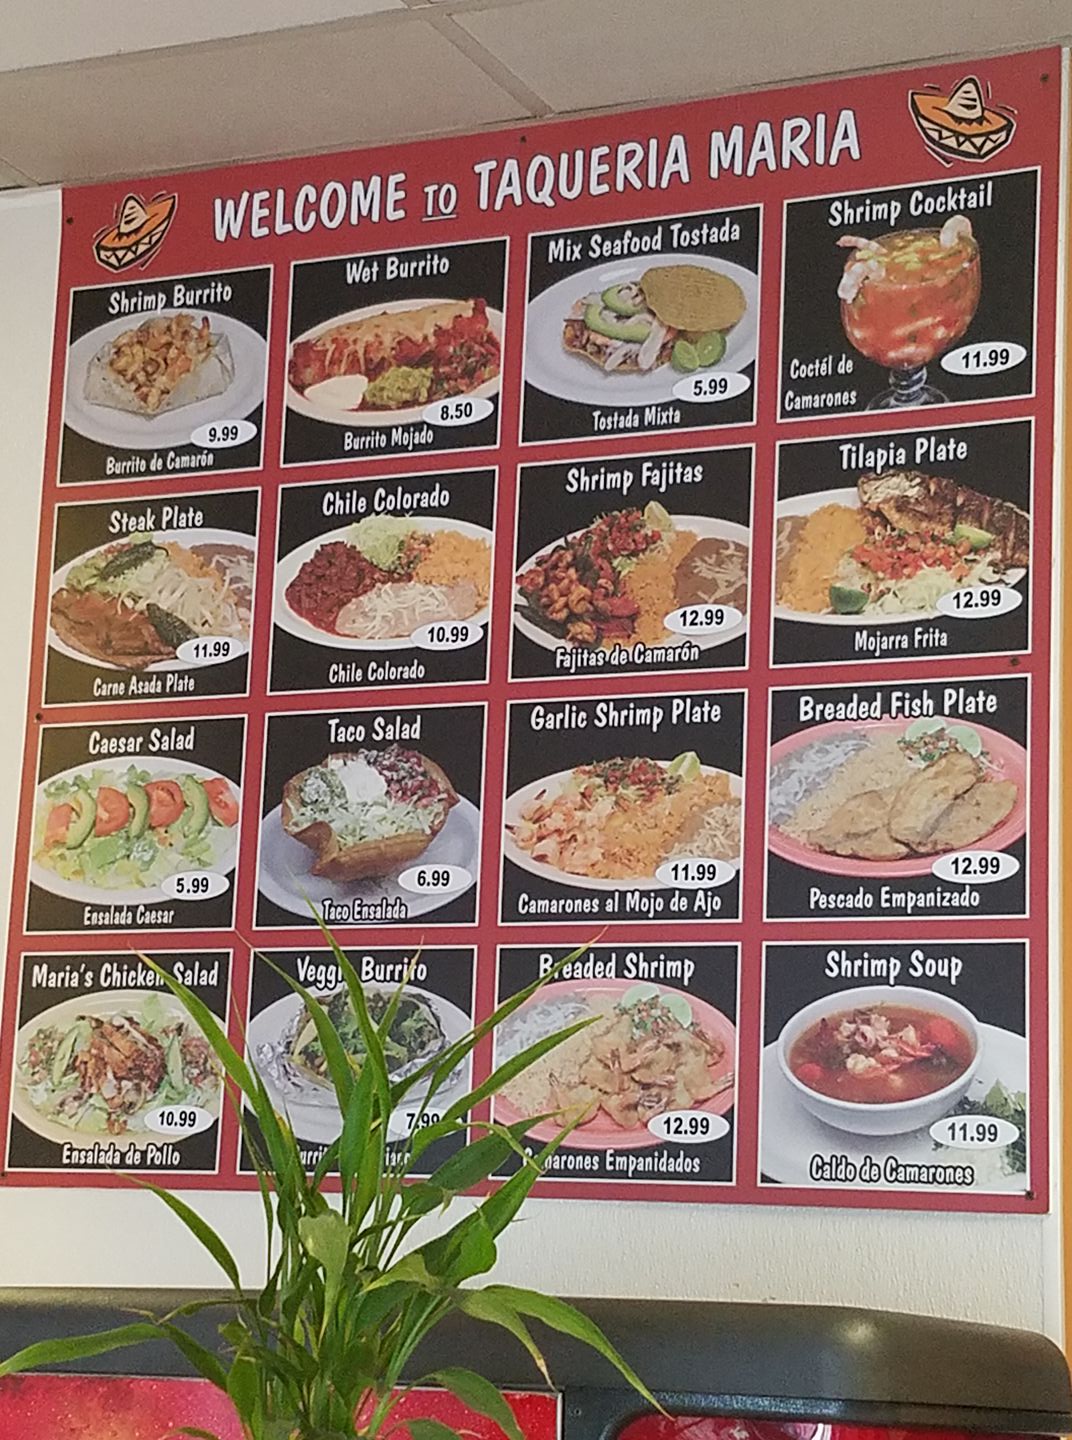 WELCOME TO TAQUERIA MARIA
Shrimp Burrito
9.99
Burrito de Camarón
Wet Burrito
8.50
Burrito Mojado
Mix Seafood Tostada
5.99
Tostada Mixta
Shrimp Cocktail
11.99
Coctél de
Camarones
Steak Plate
11.99
Carne Asada Plate
Chile Colorado
10.99
Chile Colorado
Shrimp Fajitas
12.99
Fajitas de Camarón
Tilapia Plate
12.99
Mojarra Frita
Caesar Salad
5.99
Ensalada Caesar
Taco Salad
6.99
Taco Ensalada
Garlic Shrimp Plate
11.99
Camarones al Mojo de Ajo
Breaded Fish Plate
12.99
Pescado Empanizado
Maria's Chicken Salad
10.99
Ensalada de Pollo
Veggie Burrito
7.99
Breaded Shrimp
12.99
Camarones Empanidados
Shrimp Soup
11.99
Caldo de Camarones